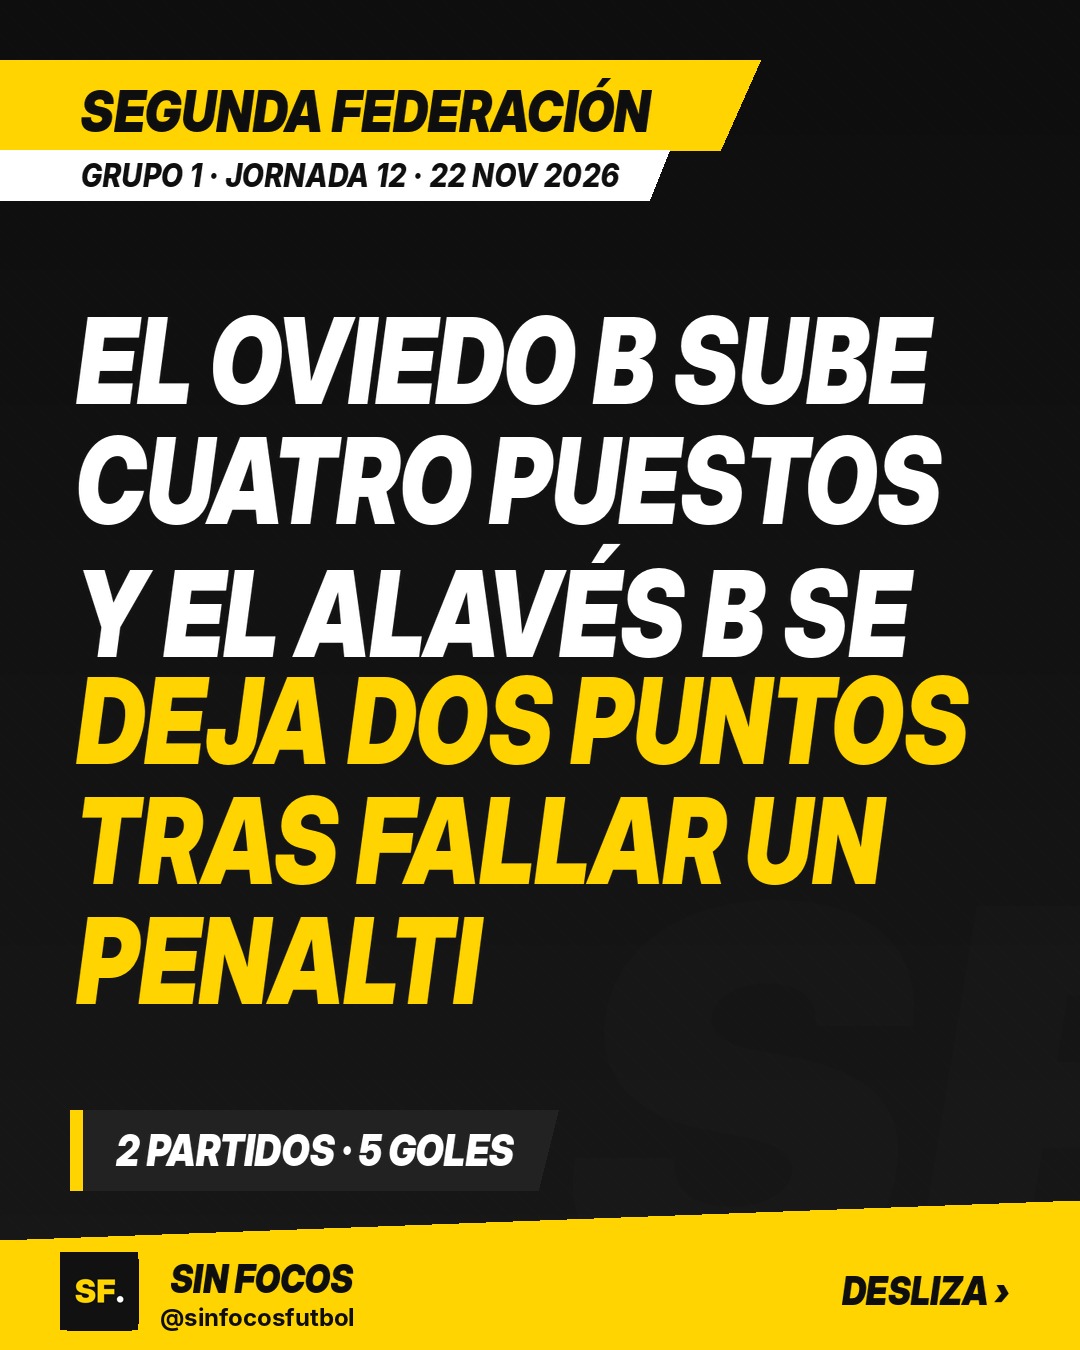 SEGUNDA FEDERACIÓN
GRUPO 1 · JORNADA 12 · 22 NOV 2026
EL OVIEDO B SUBE
CUATRO PUESTOS
Y EL ALAVÉS B SE
DEJA DOS PUNTOS
TRAS FALLAR UN
PENALTI
2 PARTIDOS · 5 GOLES
SF.
SIN FOCOS
@sinfocosfutbol
DESLIZA ›